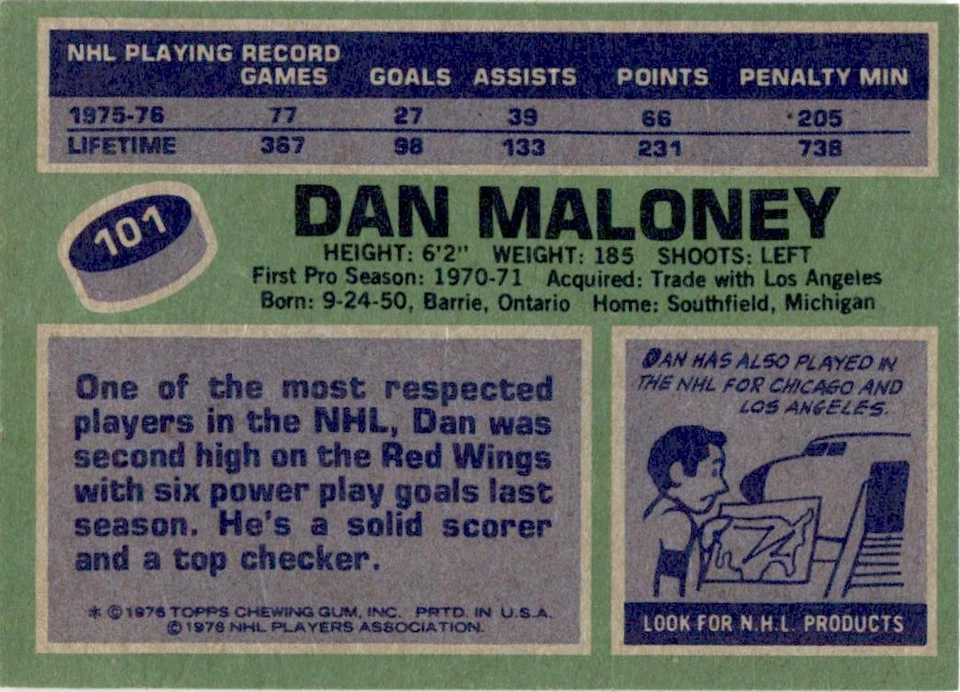 NHL PLAYING RECORD
GAMES GOALS ASSISTS POINTS PENALTY MIN
1975-76 77 27 39 66 205
LIFETIME 367 98 133 231 738
101
DAN MALONEY
HEIGHT: 6'2" WEIGHT: 185 SHOOTS: LEFT
First Pro Season: 1970-71 Acquired: Trade with Los Angeles
Born: 9-24-50, Barrie, Ontario Home: Southfield, Michigan
One of the most respected
players in the NHL, Dan was
second high on the Red Wings
with six power play goals last
season. He's a solid scorer
and a top checker.
* © 1976 TOPPS CHEWING GUM, INC. PRTD. IN U.S.A.
© 1976 NHL PLAYERS ASSOCIATION.
DAN HAS ALSO PLAYED IN
THE NHL FOR CHICAGO AND
LOS ANGELES.
LOOK FOR N.H.L. PRODUCTS